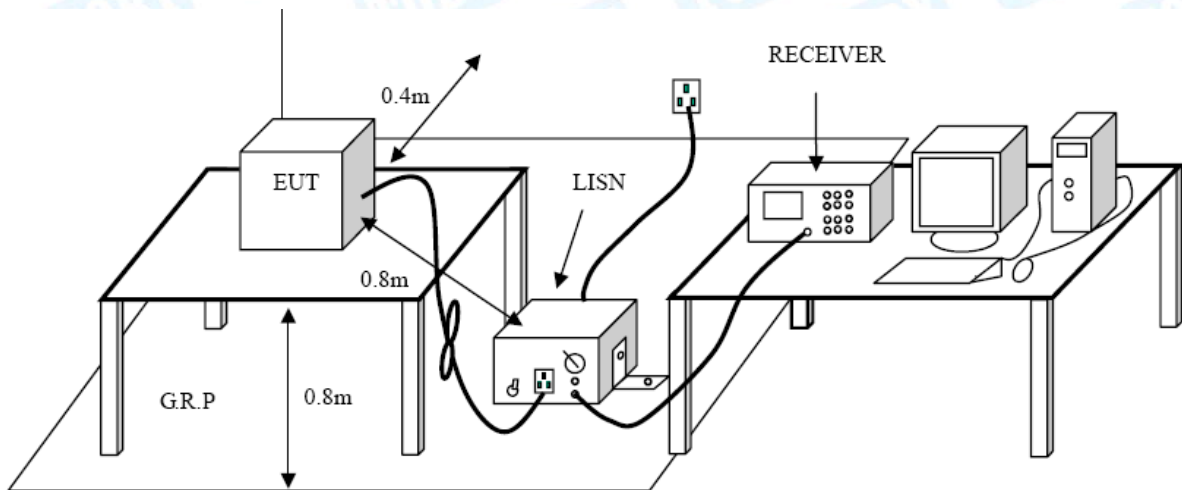 RECEIVER
0.4m
EUT
LISN
0.8m
G.R.P
0.8m